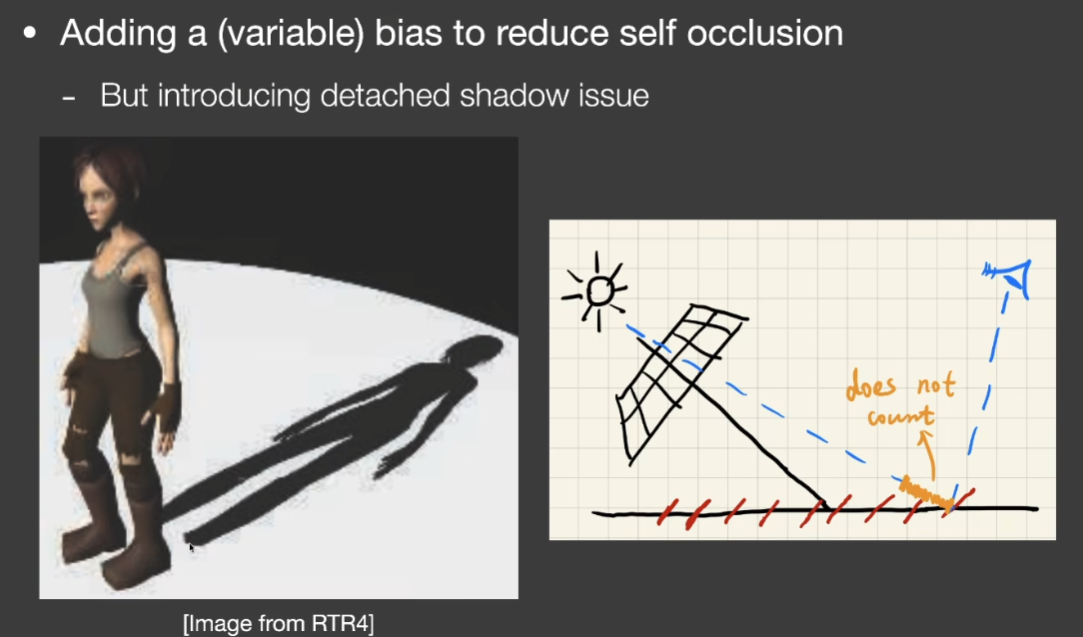 • Adding a (variable) bias to reduce self occlusion
– But introducing detached shadow issue
does not
count
[Image from RTR4]